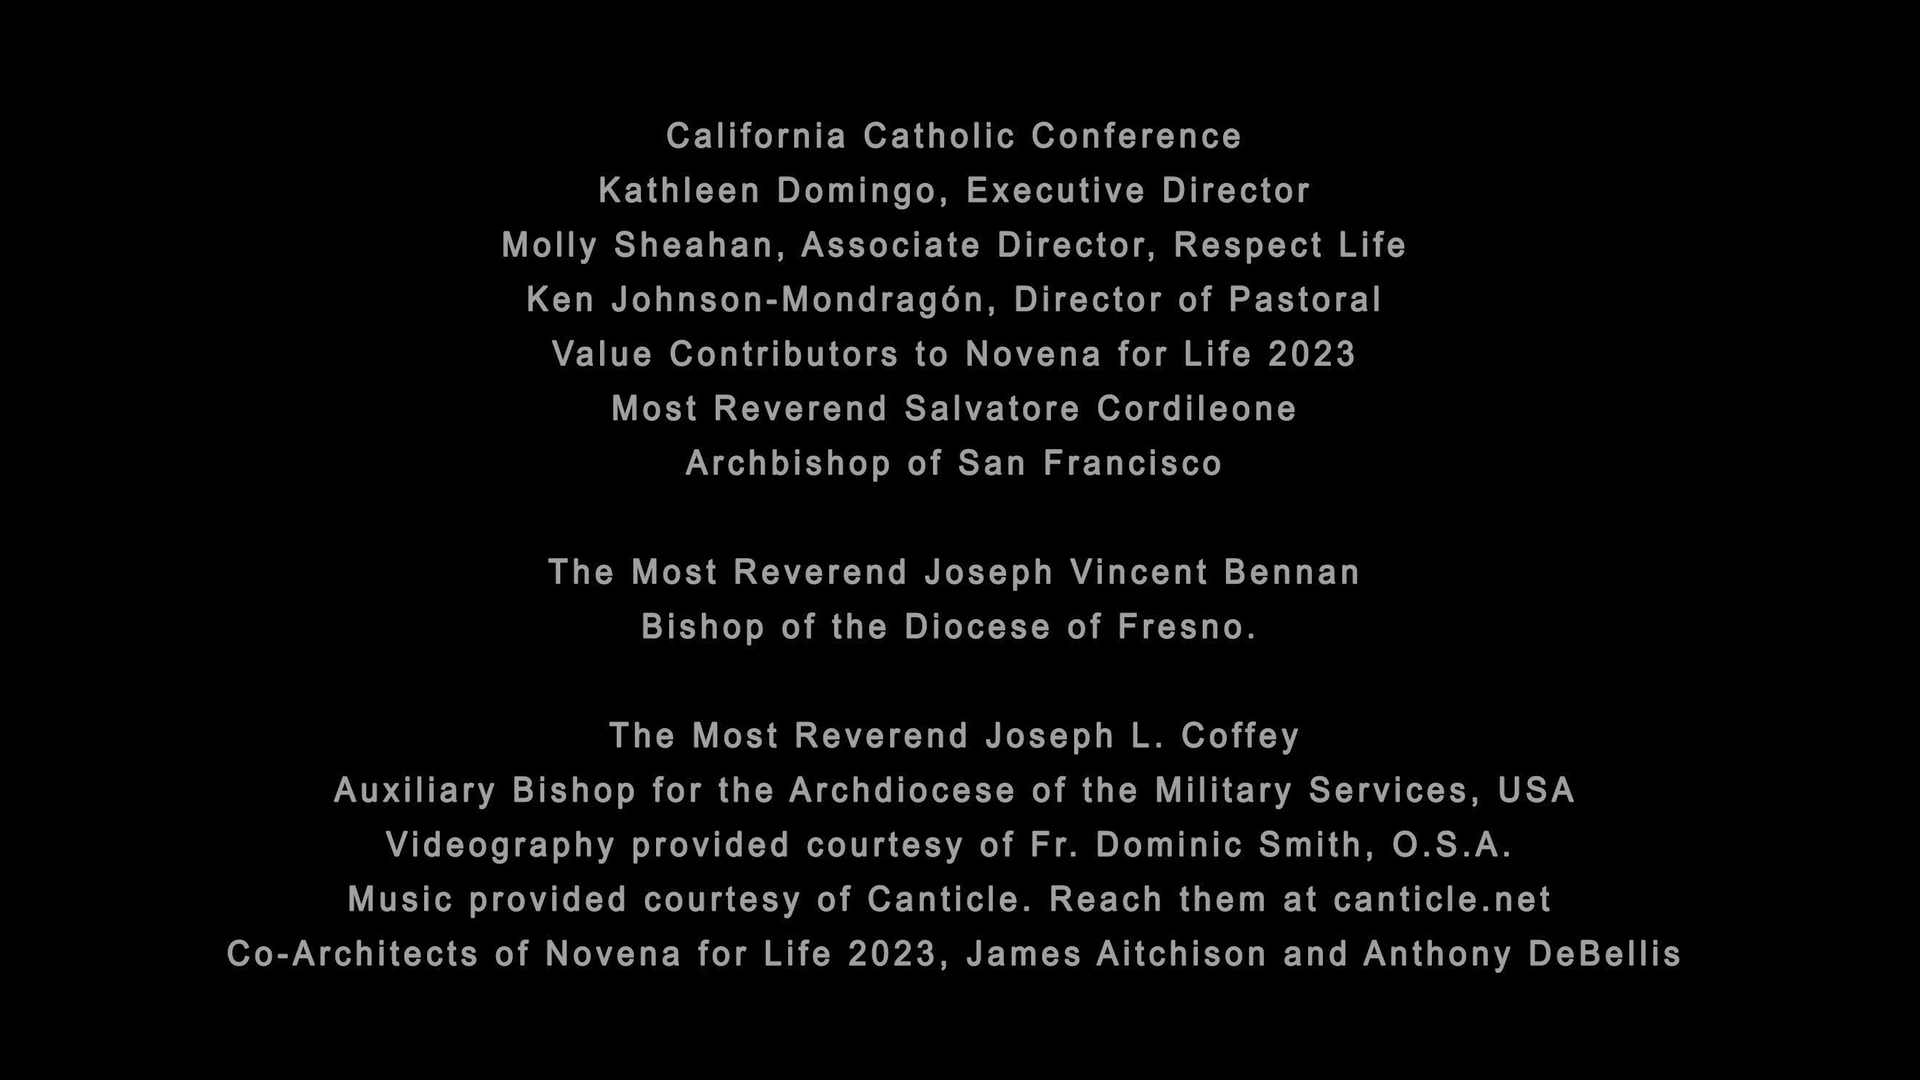 California Catholic Conference
Kathleen Domingo, Executive Director
Molly Sheahan, Associate Director, Respect Life
Ken Johnson-Mondragón, Director of Pastoral
Value Contributors to Novena for Life 2023
Most Reverend Salvatore Cordileone
Archbishop of San Francisco
The Most Reverend Joseph Vincent Bennan
Bishop of the Diocese of Fresno.
The Most Reverend Joseph L. Coffey
Auxiliary Bishop for the Archdiocese of the Military Services, USA
Videography provided courtesy of Fr. Dominic Smith, O.S.A.
Music provided courtesy of Canticle. Reach them at canticle.net
Co-Architects of Novena for Life 2023, James Aitchison and Anthony DeBellis